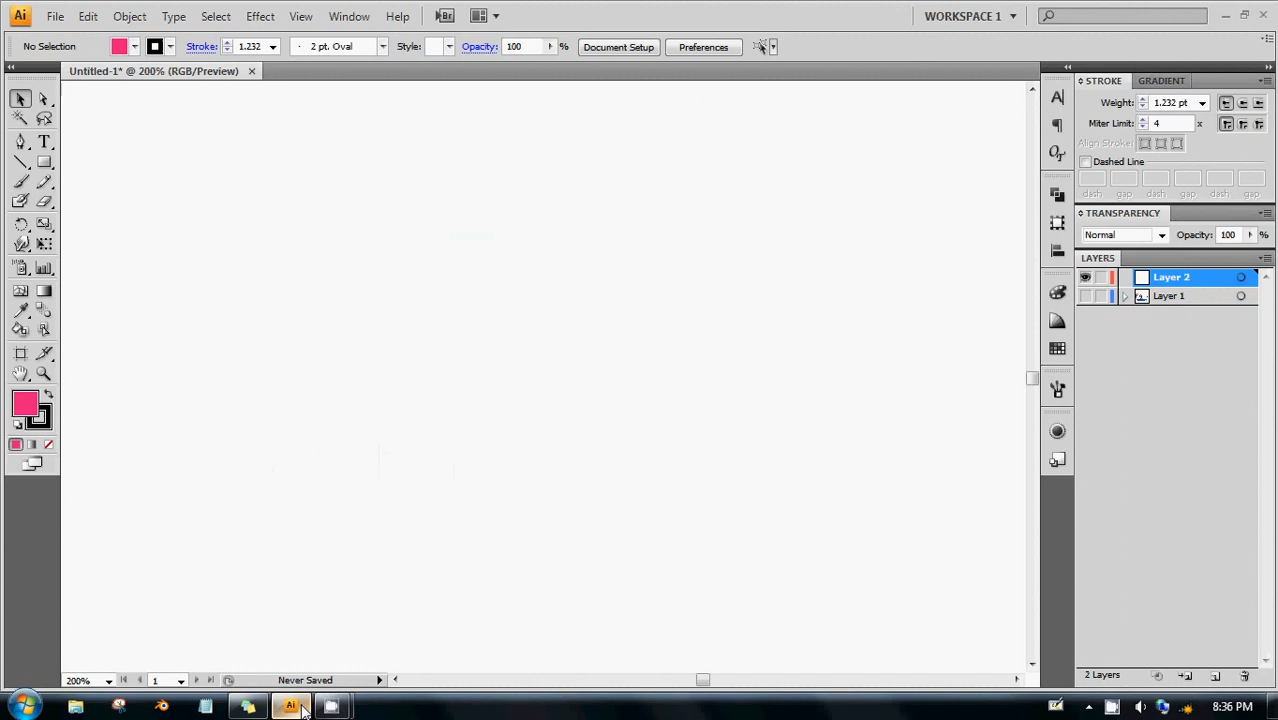 Ai File Edit Object Type Select Effect View Window Help Br WORKSPACE 1
No Selection Stroke: 1.232 2 pt. Oval Style: Opacity: 100 % Document Setup Preferences
Untitled-1* @ 200% (RGB/Preview)
STROKE GRADIENT
Weight: 1.232 pt
Miter Limit: 4 x
Align Stroke:
Dashed Line
dash gap dash gap dash gap
TRANSPARENCY
Normal Opacity: 100 %
LAYERS
Layer 2
Layer 1
2 Layers
200% 1 Never Saved
Ai 8:36 PM